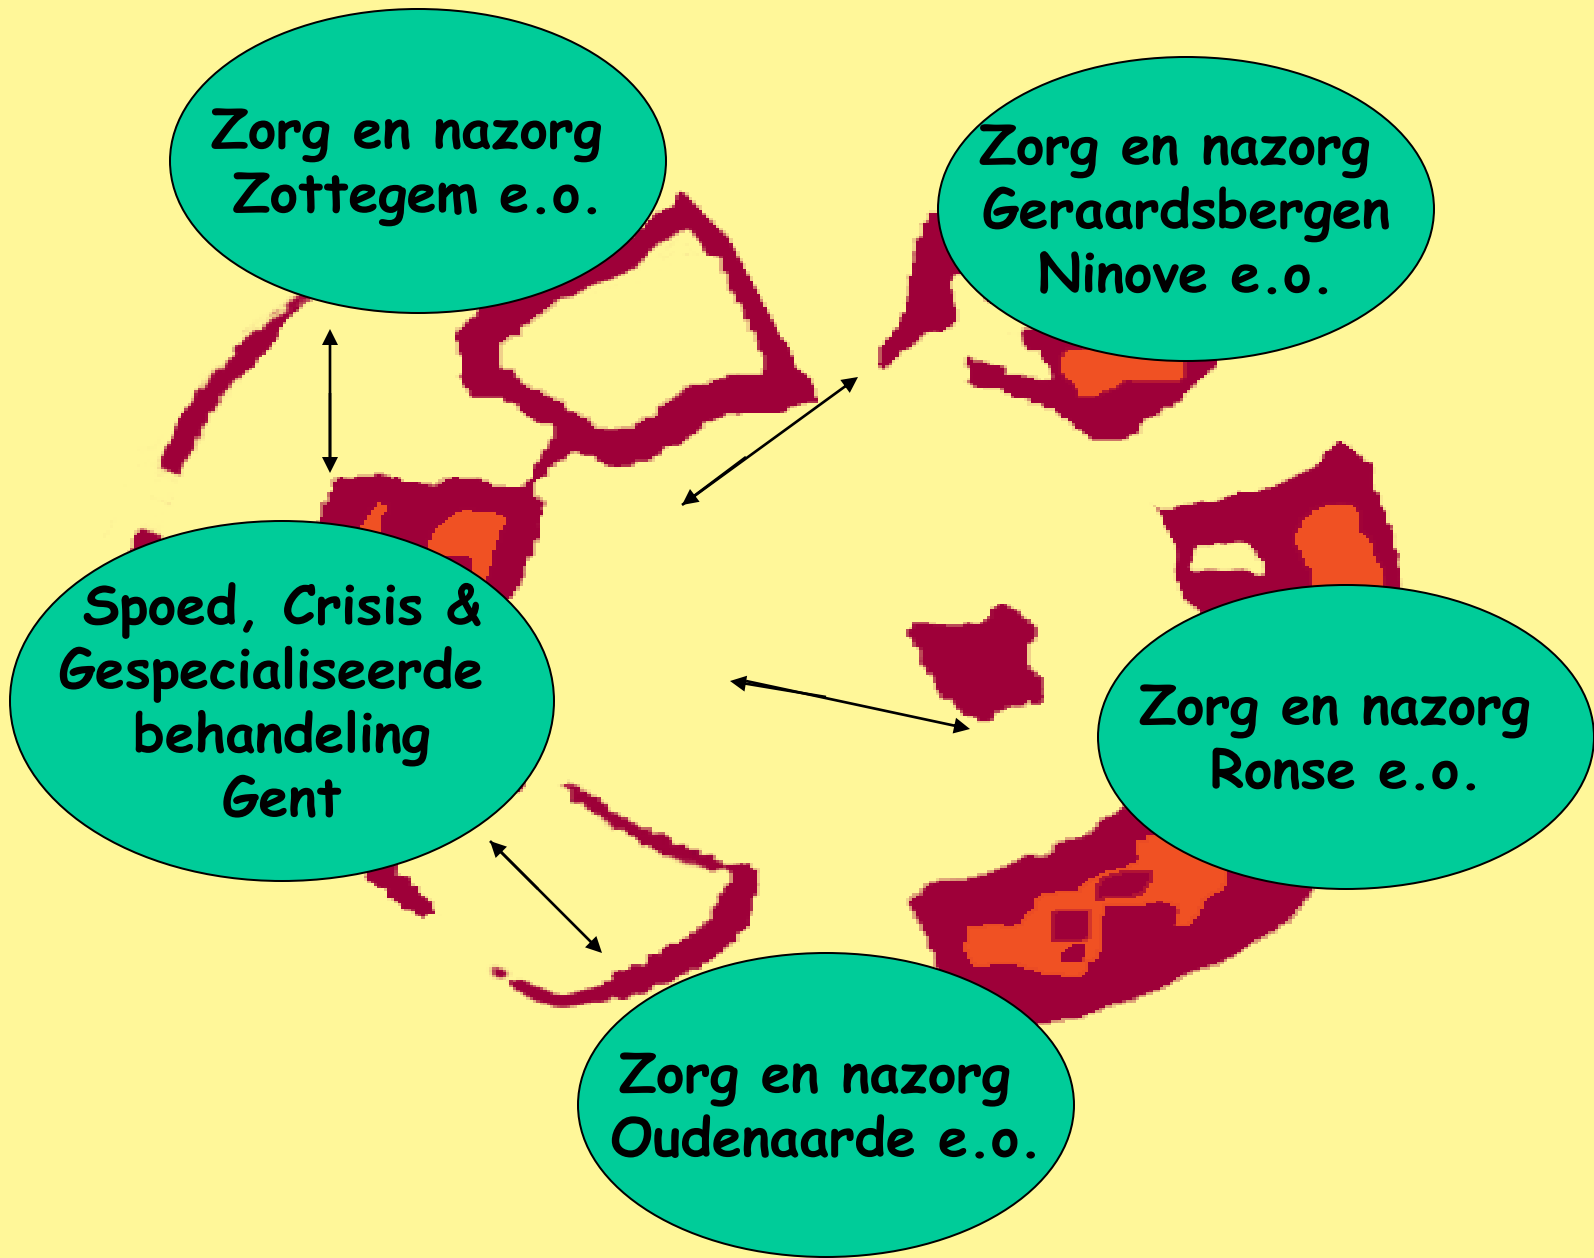 Zorg en nazorg
Zottegem e.o.
Zorg en nazorg
Geraardsbergen
Ninove e.o.
Spoed, Crisis &
Gespecialiseerde
behandeling
Gent
Zorg en nazorg
Ronse e.o.
Zorg en nazorg
Oudenaarde e.o.